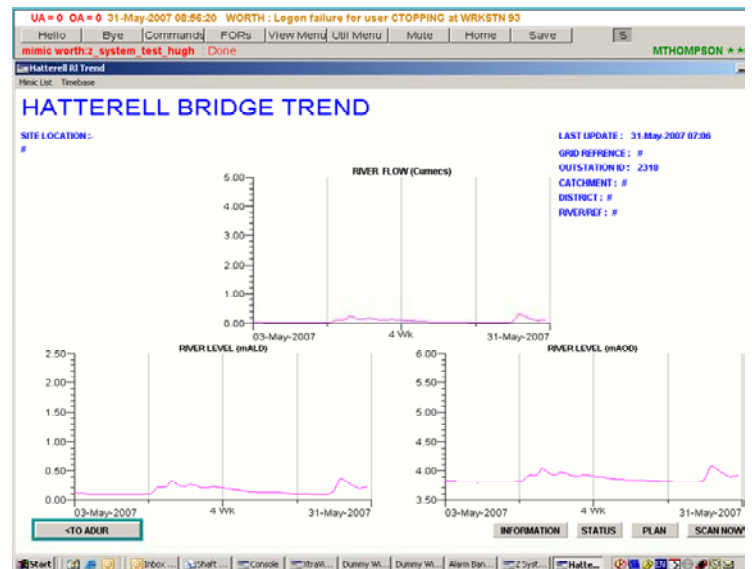 UA = 0 OA = 0 31-May-2007 08:56:20 WORTH : Logon failure for user CTOPPING at WRKSTN 93
Hello Bye Commands FORs View Menu Util Menu Mute Home Save S
mimic worth:z_system_test_hugh : Done MTHOMPSON
Hatterell RI Trend
Mimic List Timebase
HATTERELL BRIDGE TREND
SITE LOCATION:-
#
LAST UPDATE : 31-May-2007 07:06
GRID REFRENCE : #
OUTSTATION ID : 2318
CATCHMENT : #
DISTRICT : #
RIVER/REF : #
RIVER FLOW (Cumecs)
5.00
4.00
3.00
2.00
1.00
0.00
03-May-2007 4 Wk 31-May-2007
RIVER LEVEL (mALD)
2.50
2.00
1.50
1.00
0.50
0.00
03-May-2007 4 Wk 31-May-2007
RIVER LEVEL (mAOD)
6.00
5.50
5.00
4.50
4.00
3.50
03-May-2007 4 Wk 31-May-2007
<TO ADUR INFORMATION STATUS PLAN SCAN NOW
Start Inbox ... Shaft ... Console Dummy Wi... Dummy Wi... Alarm Ban... Z Syst... Hatte...